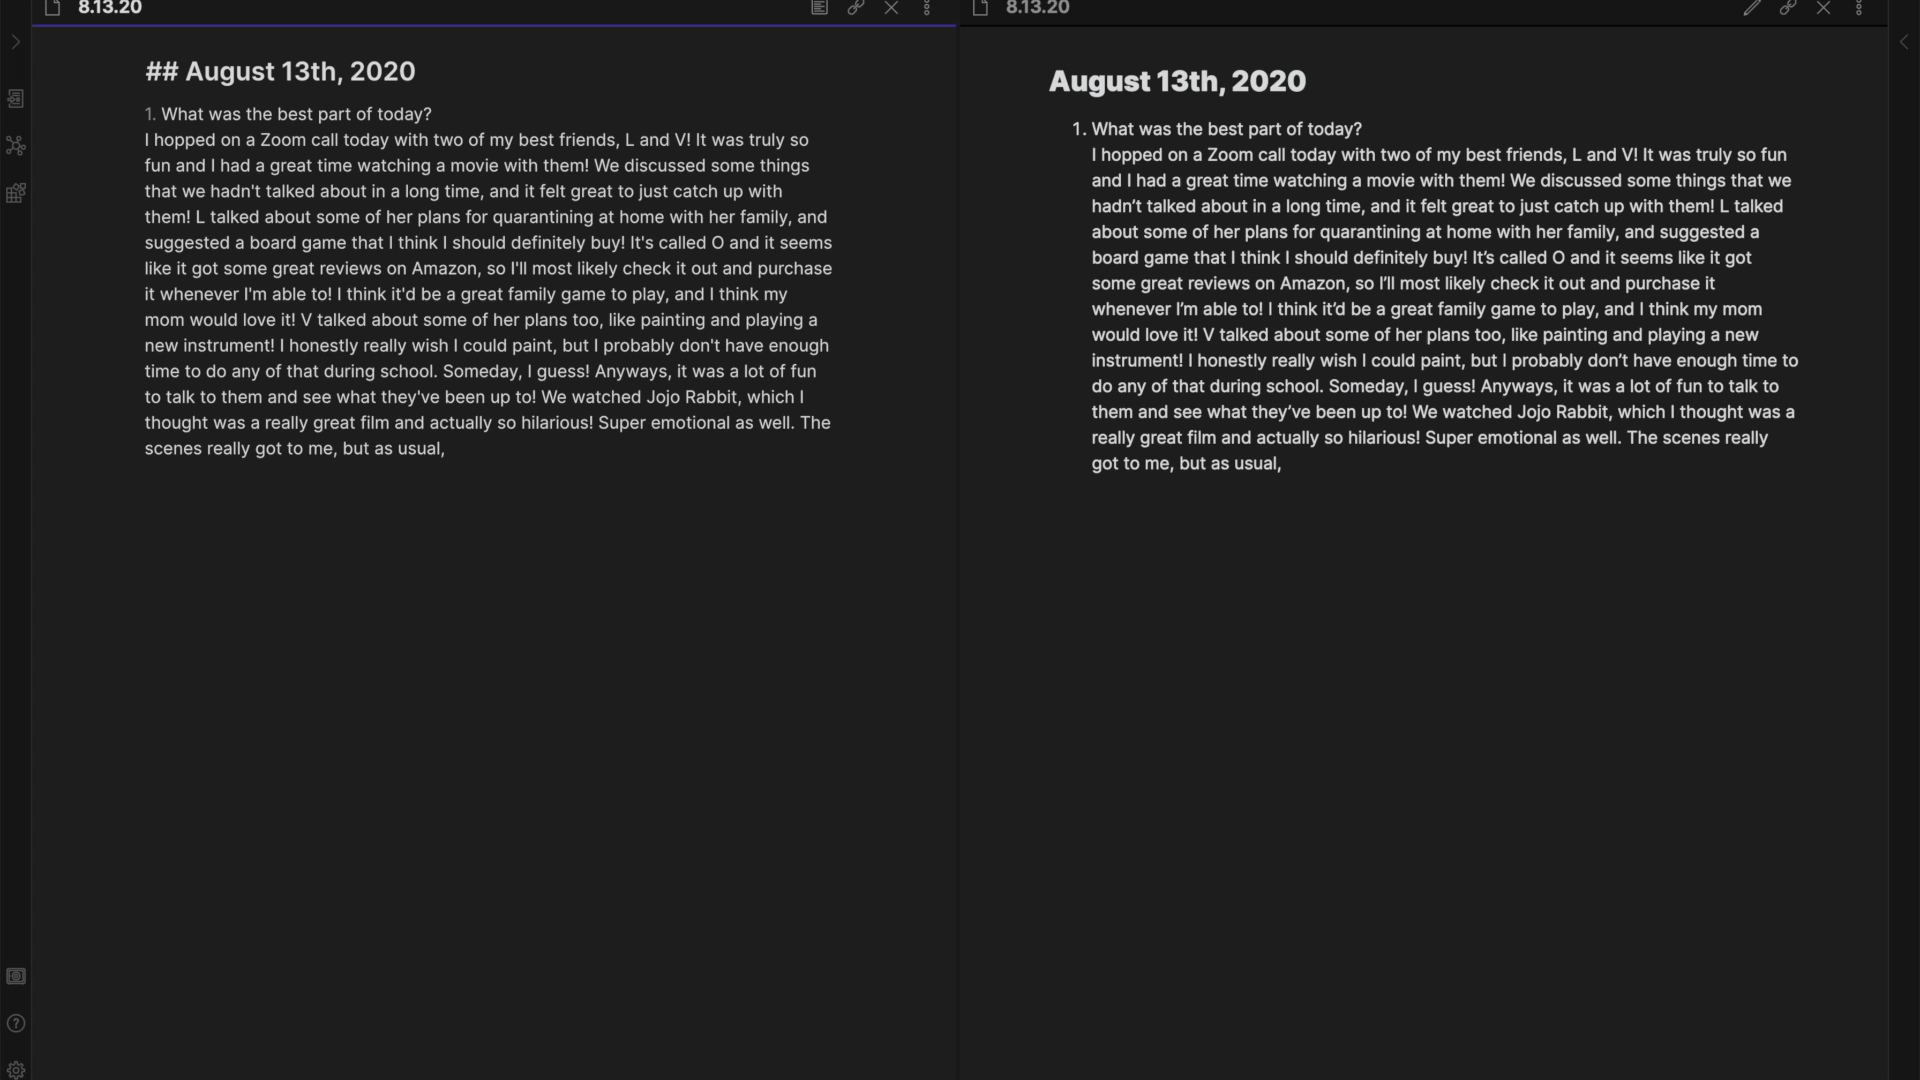 8.13.20
## August 13th, 2020
1. What was the best part of today?
I hopped on a Zoom call today with two of my best friends, L and V! It was truly so
fun and I had a great time watching a movie with them! We discussed some things
that we hadn't talked about in a long time, and it felt great to just catch up with
them! L talked about some of her plans for quarantining at home with her family, and
suggested a board game that I think I should definitely buy! It's called O and it seems
like it got some great reviews on Amazon, so I'll most likely check it out and purchase
it whenever I'm able to! I think it'd be a great family game to play, and I think my
mom would love it! V talked about some of her plans too, like painting and playing a
new instrument! I honestly really wish I could paint, but I probably don't have enough
time to do any of that during school. Someday, I guess! Anyways, it was a lot of fun
to talk to them and see what they've been up to! We watched Jojo Rabbit, which I
thought was a really great film and actually so hilarious! Super emotional as well. The
scenes really got to me, but as usual,
8.13.20
August 13th, 2020
1. What was the best part of today?
I hopped on a Zoom call today with two of my best friends, L and V! It was truly so fun
and I had a great time watching a movie with them! We discussed some things that we
hadn’t talked about in a long time, and it felt great to just catch up with them! L talked
about some of her plans for quarantining at home with her family, and suggested a
board game that I think I should definitely buy! It’s called O and it seems like it got
some great reviews on Amazon, so I’ll most likely check it out and purchase it
whenever I’m able to! I think it’d be a great family game to play, and I think my mom
would love it! V talked about some of her plans too, like painting and playing a new
instrument! I honestly really wish I could paint, but I probably don’t have enough time to
do any of that during school. Someday, I guess! Anyways, it was a lot of fun to talk to
them and see what they’ve been up to! We watched Jojo Rabbit, which I thought was a
really great film and actually so hilarious! Super emotional as well. The scenes really
got to me, but as usual,